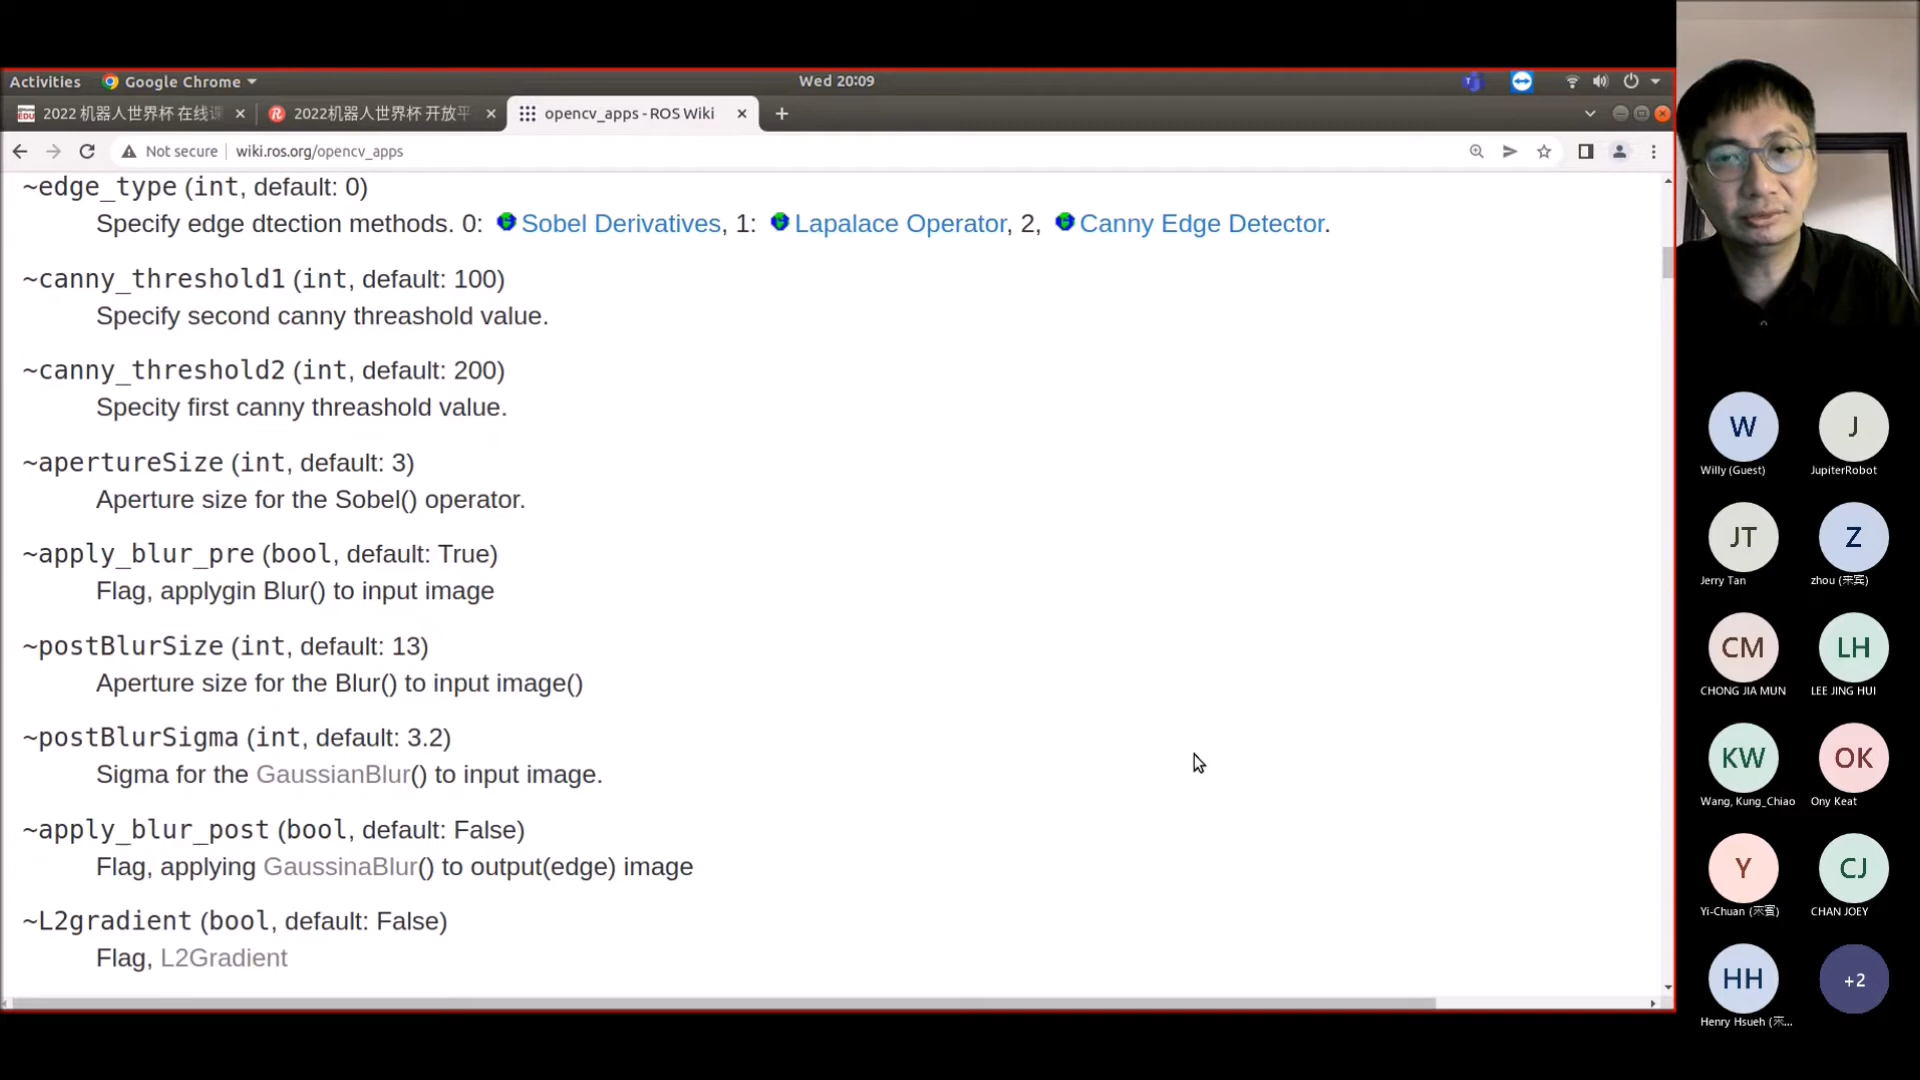 Activities Google Chrome Wed 20:09
2022 机器人世界杯 在线课 2022机器人世界杯 开放平 opencv_apps - ROS Wiki
Not secure wiki.ros.org/opencv_apps
~edge_type (int, default: 0)
Specify edge dtection methods. 0: Sobel Derivatives, 1: Lapalace Operator, 2, Canny Edge Detector.
~canny_threshold1 (int, default: 100)
Specify second canny threashold value.
~canny_threshold2 (int, default: 200)
Specity first canny threashold value.
~apertureSize (int, default: 3)
Aperture size for the Sobel() operator.
~apply_blur_pre (bool, default: True)
Flag, applygin Blur() to input image
~postBlurSize (int, default: 13)
Aperture size for the Blur() to input image()
~postBlurSigma (int, default: 3.2)
Sigma for the GaussianBlur() to input image.
~apply_blur_post (bool, default: False)
Flag, applying GaussinaBlur() to output(edge) image
~L2gradient (bool, default: False)
Flag, L2Gradient
W J
Willy (Guest) JupiterRobot
JT Z
Jerry Tan zhou (来宾)
CM LH
CHONG JIA MUN LEE JING HUI
KW OK
Wang, Kung_Chiao Ony Keat
Y CJ
Yi-Chuan (來賓) CHAN JOEY
HH +2
Henry Hsueh (來...